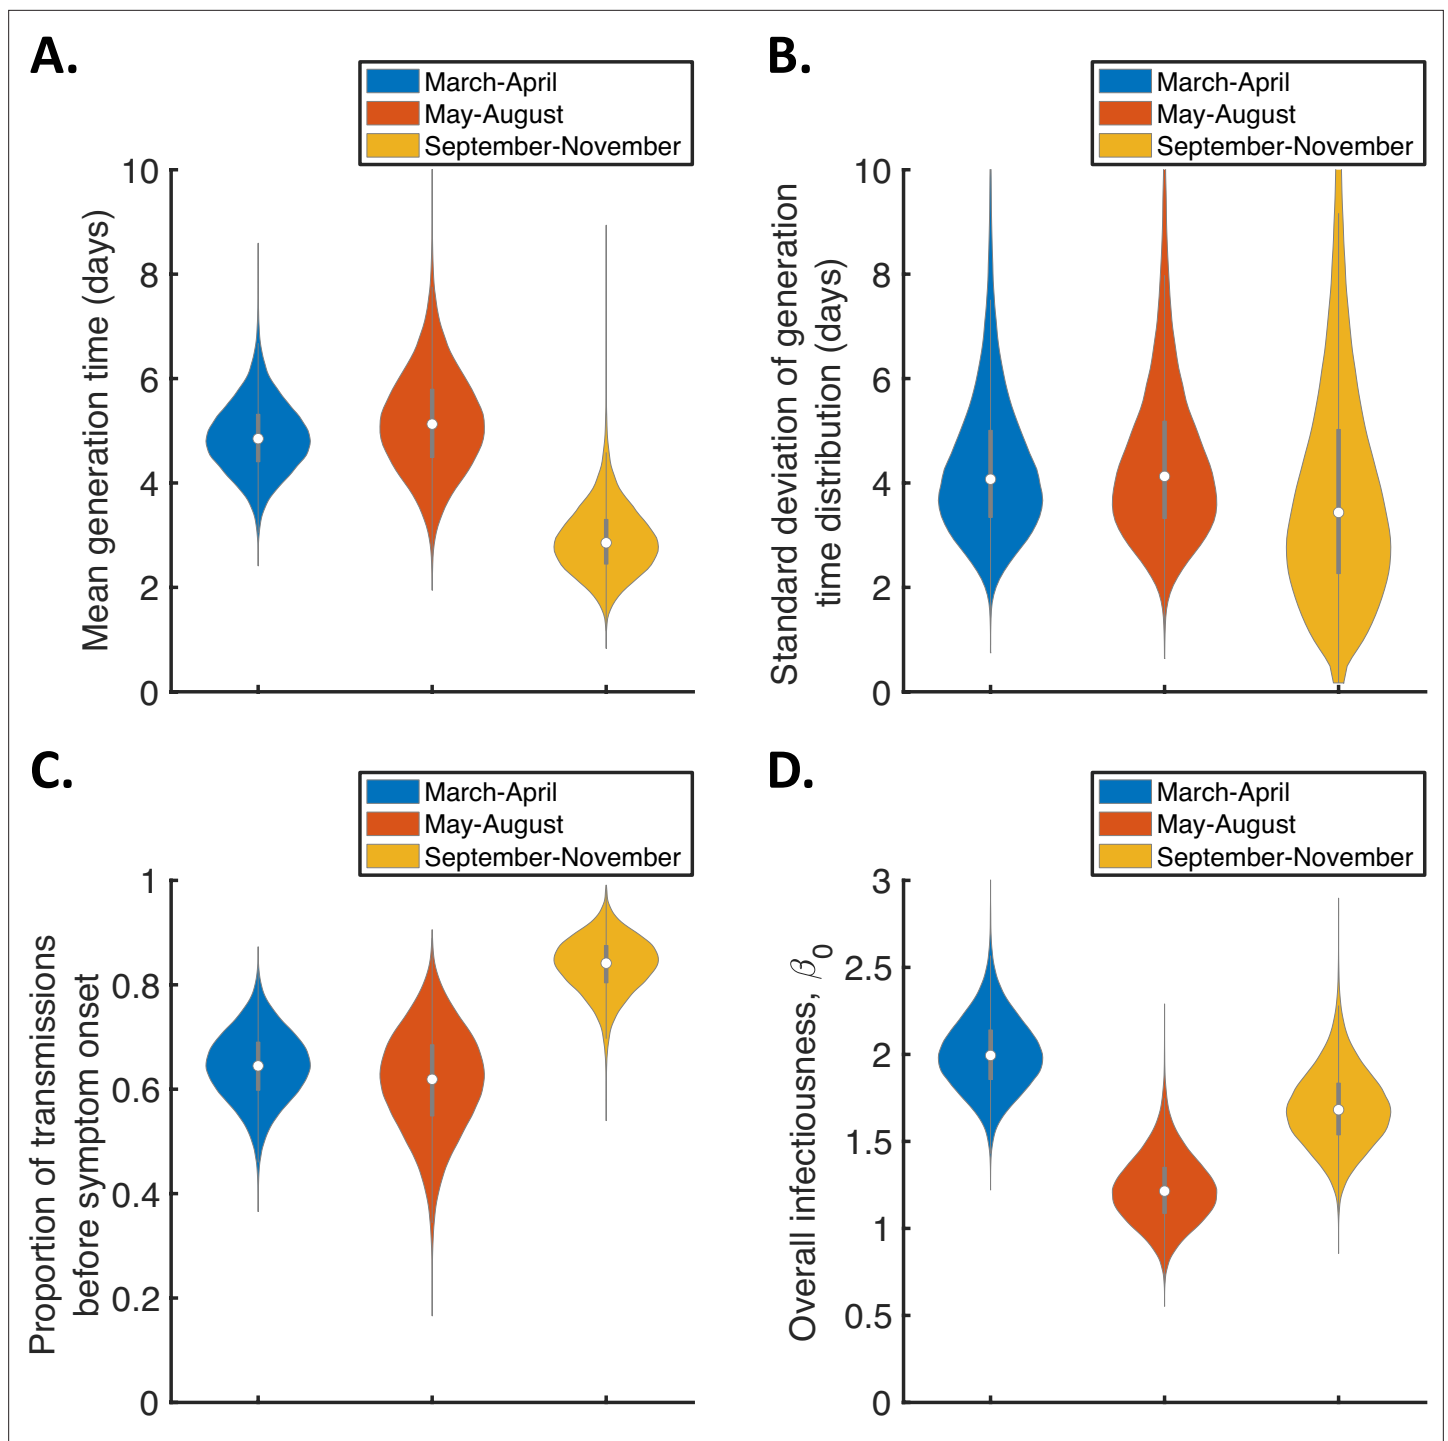 A.
March-April
May-August
September-November
Mean generation time (days)
10
8
6
4
2
0
B.
March-April
May-August
September-November
Standard deviation of generation
time distribution (days)
10
8
6
4
2
0
C.
March-April
May-August
September-November
Proportion of transmissions
before symptom onset
1
0.8
0.6
0.4
0.2
0
D.
March-April
May-August
September-November
Overall infectiousness, β0
3
2.5
2
1.5
1
0.5
0